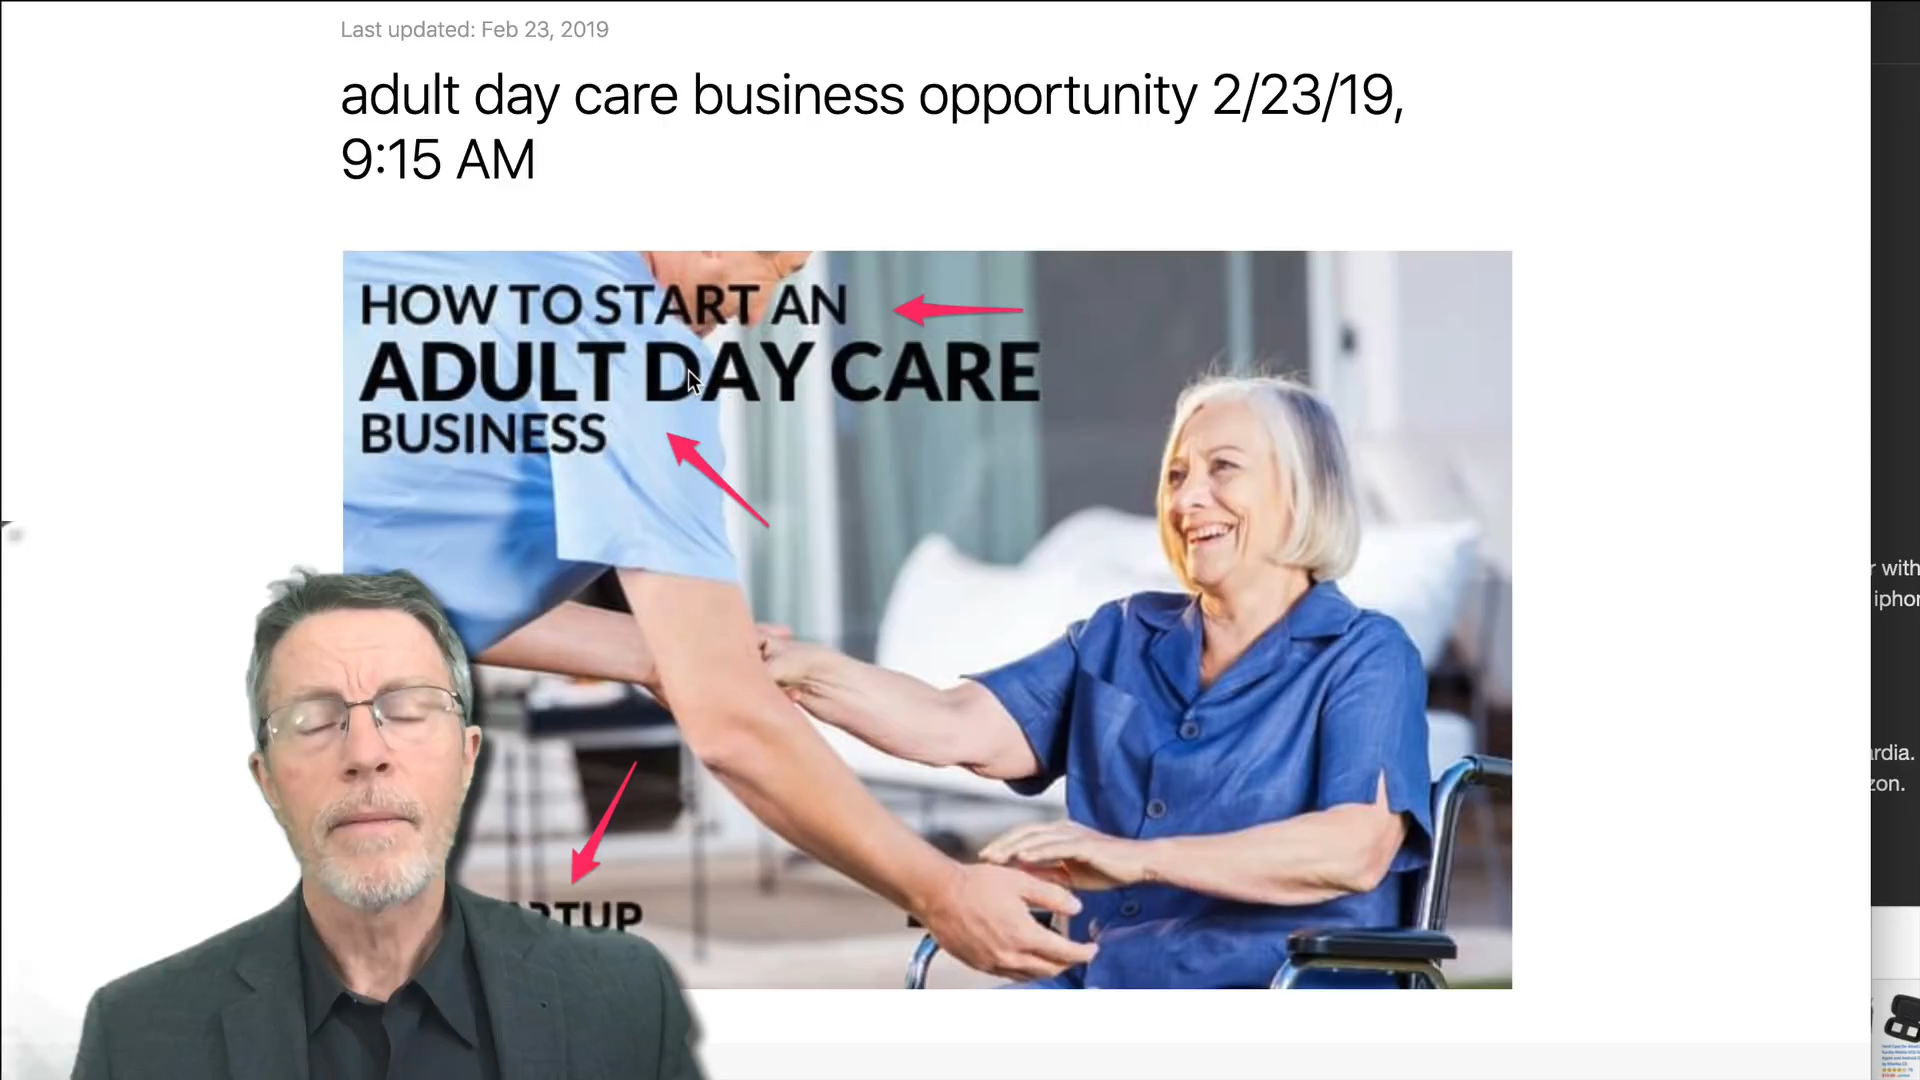 Last updated: Feb 23, 2019
adult day care business opportunity 2/23/19,
9:15 AM
HOW TO START AN
ADULT DAY CARE
BUSINESS
with